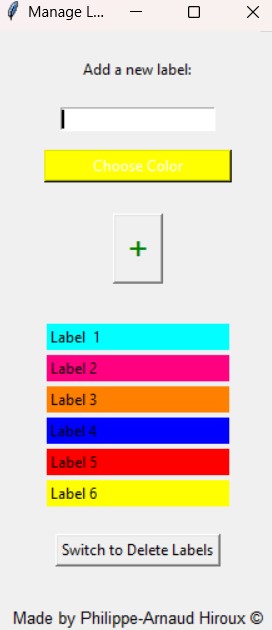 Manage L...
Add a new label:
Choose Color
+
Label 1
Label 2
Label 3
Label 4
Label 5
Label 6
Switch to Delete Labels
Made by Philippe-Arnaud Hiroux ©